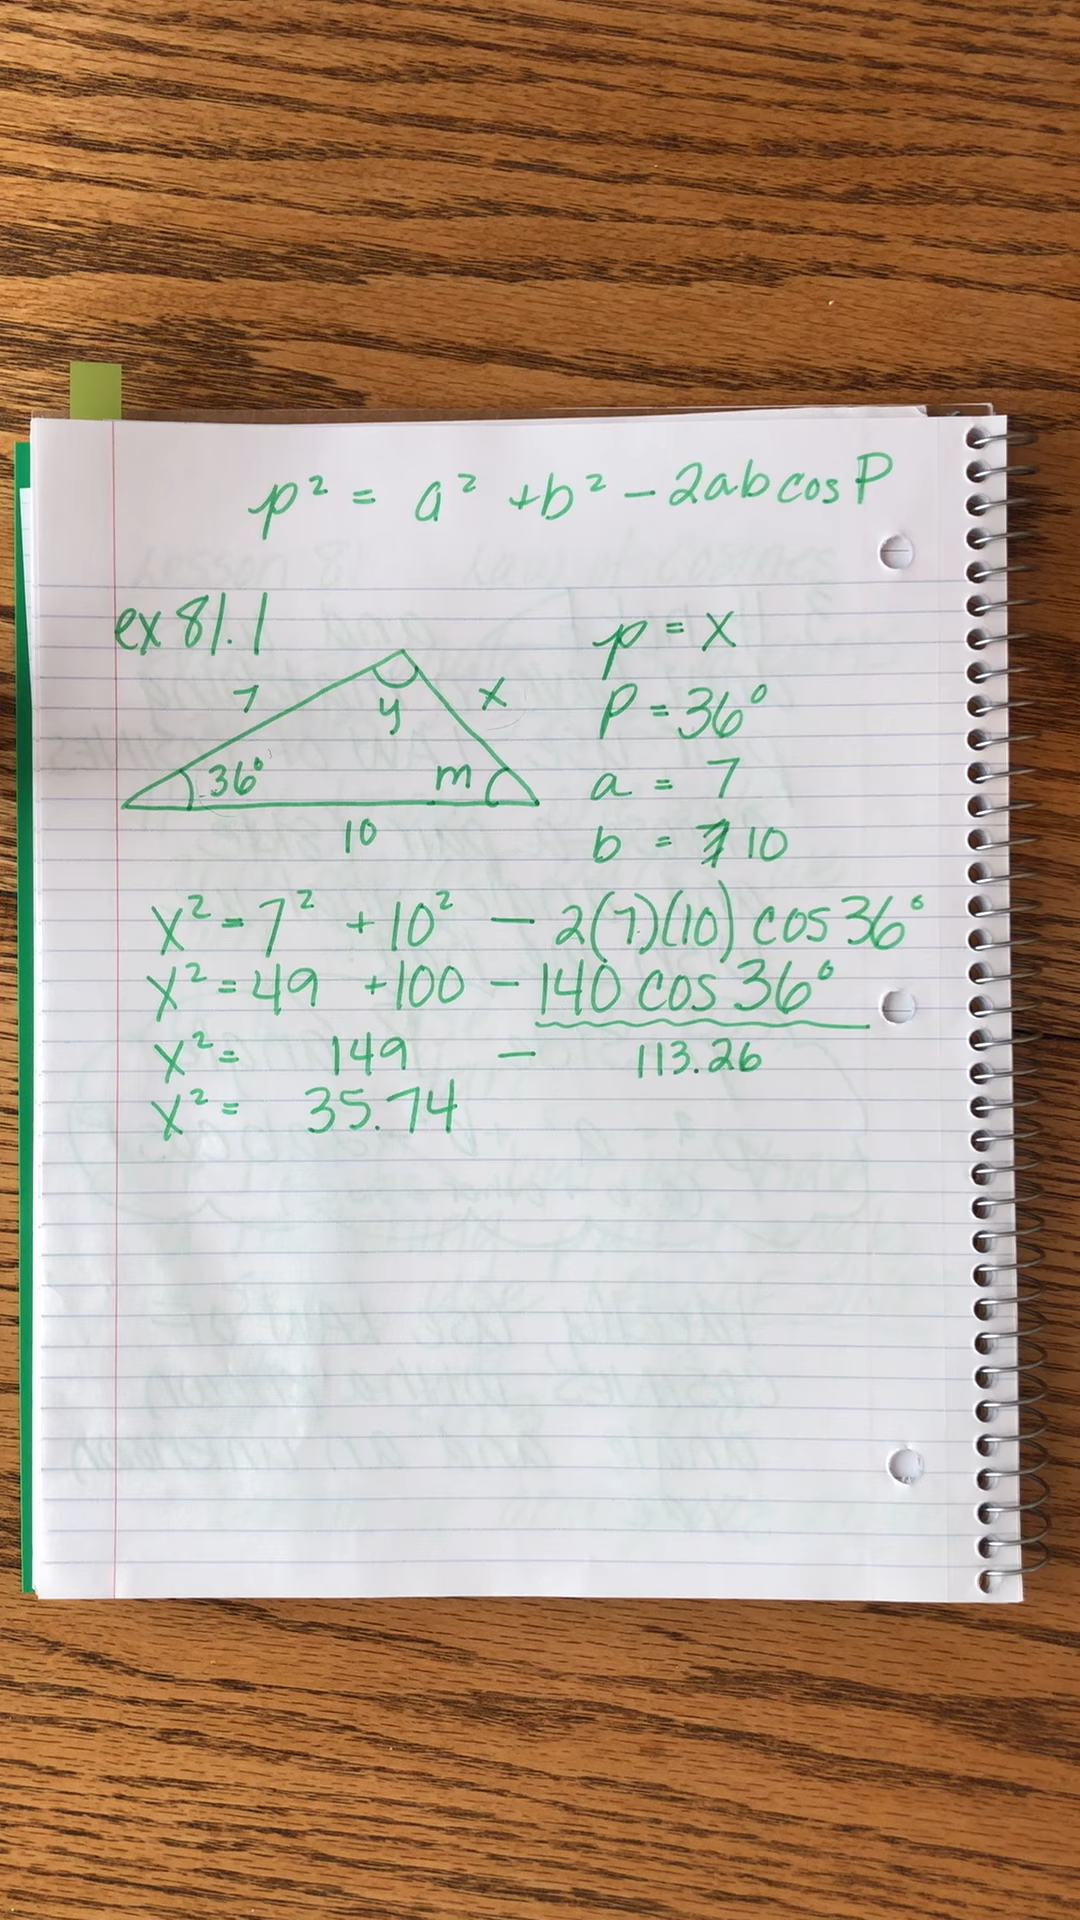 p² = a² + b² - 2ab cos P
ex 81.1
p = x
7
y
x
P = 36°
36°
m
a = 7
10
b = 10
x² = 7² + 10² - 2(7)(10) cos 36°
x² = 49 + 100 - 140 cos 36°
x² = 149 - 113.26
x² = 35.74